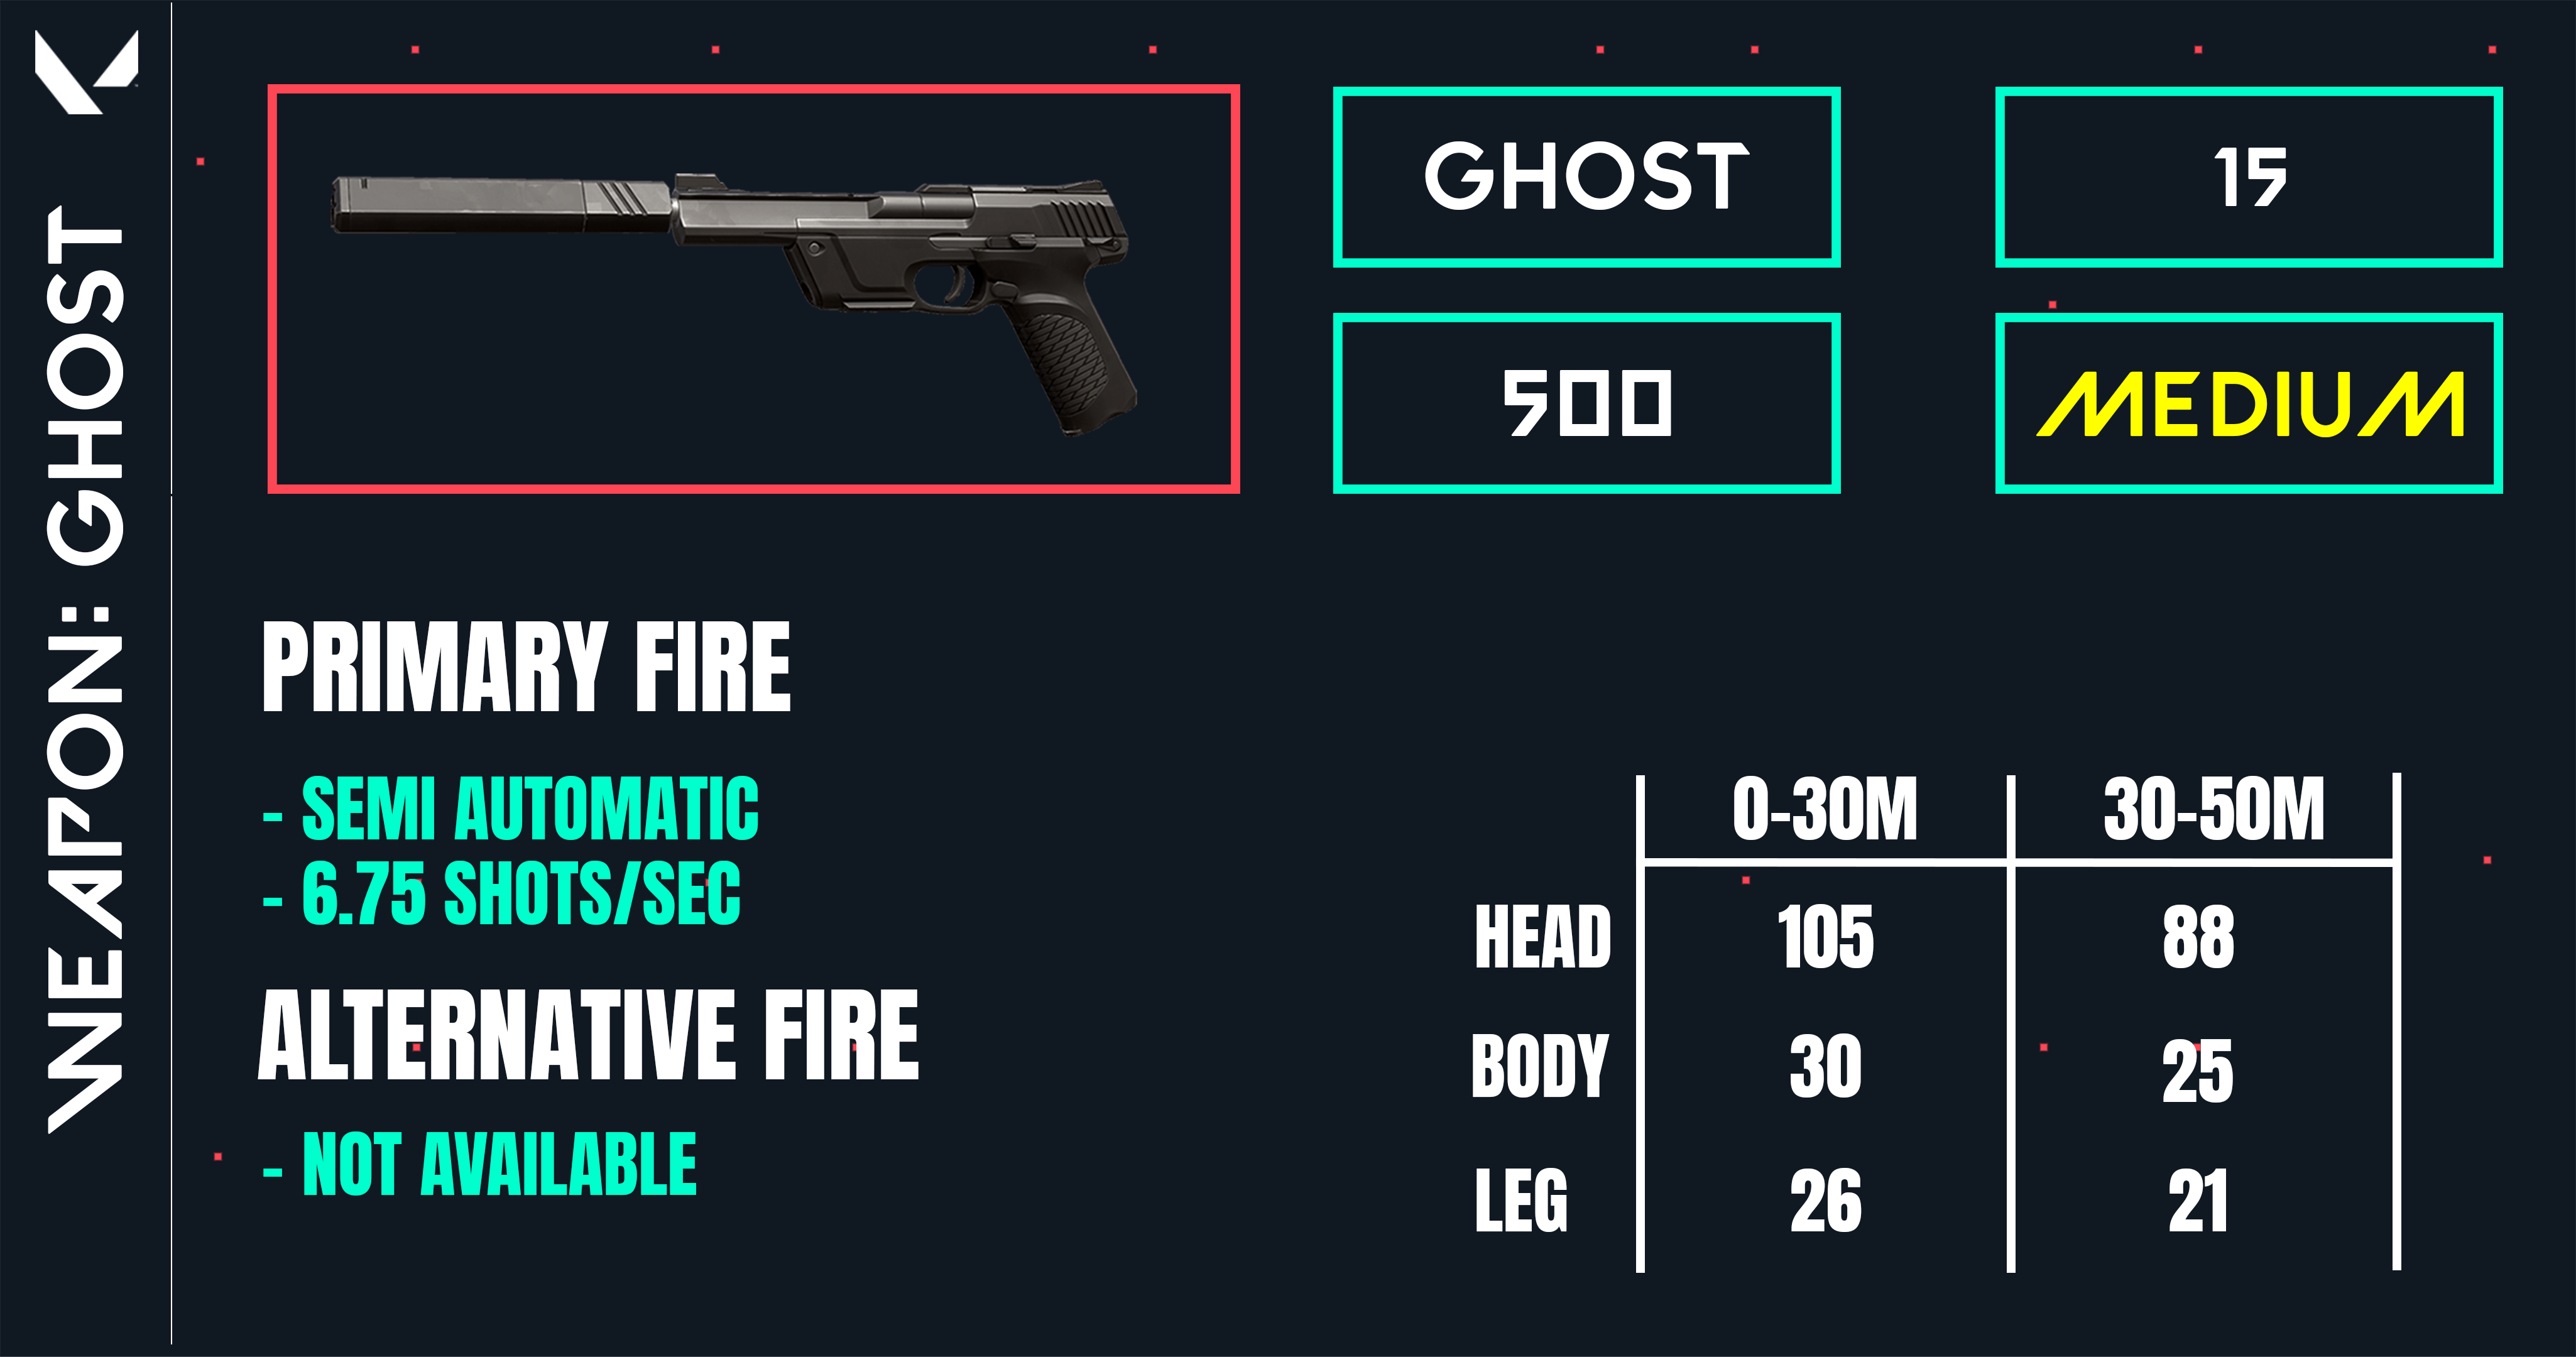 WEAPON: GHOST
GHOST
15
500
MEDIUM
PRIMARY FIRE
- SEMI AUTOMATIC
- 6.75 SHOTS/SEC
ALTERNATIVE FIRE
- NOT AVAILABLE
0-30M 30-50M
HEAD 105 88
BODY 30 25
LEG 26 21